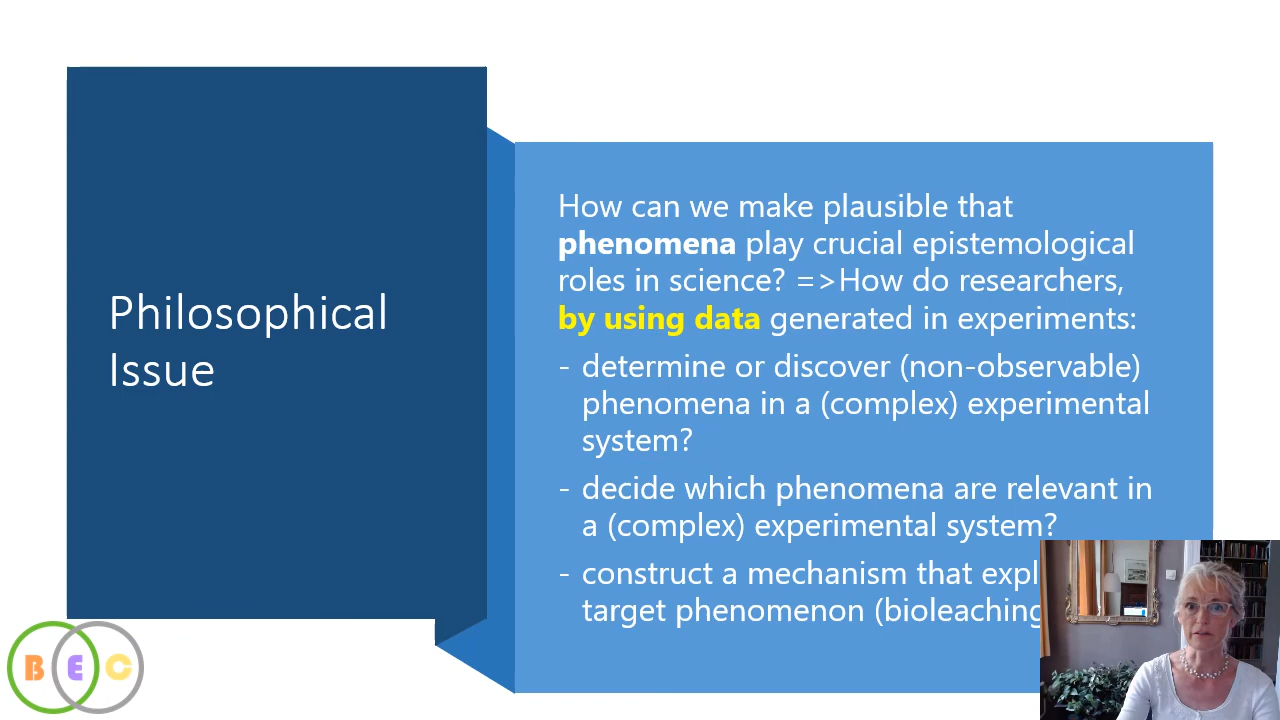 Philosophical
Issue
How can we make plausible that
phenomena play crucial epistemological
roles in science? =>How do researchers,
by using data generated in experiments:
- determine or discover (non-observable)
phenomena in a (complex) experimental
system?
- decide which phenomena are relevant in
a (complex) experimental system?
- construct a mechanism that
target phenomenon (bioleaching
B E C